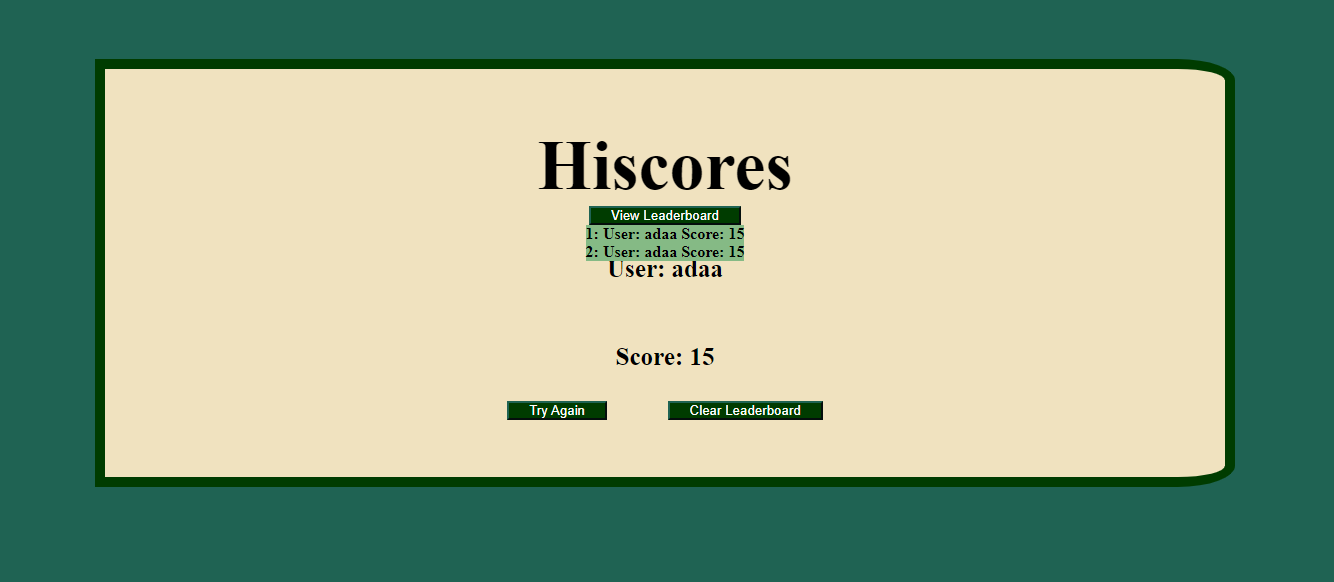 Hiscores
View Leaderboard
1: User: adaa Score: 15
2: User: adaa Score: 15
User: adaa
Score: 15
Try Again
Clear Leaderboard